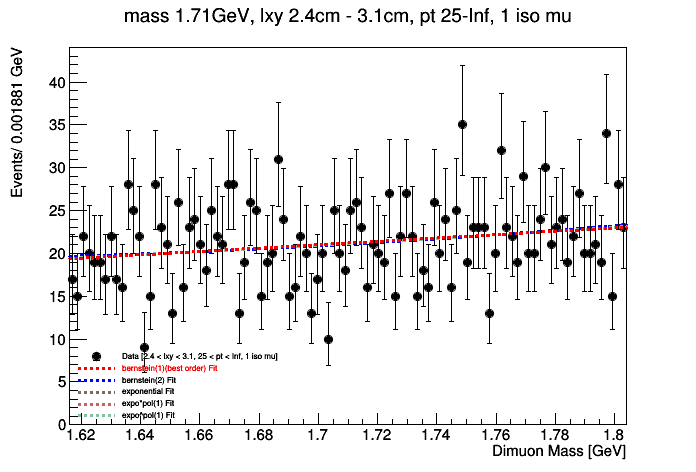 mass 1.71GeV, lxy 2.4cm - 3.1cm, pt 25-Inf, 1 iso mu
Events/ 0.001881 GeV
40
35
30
25
20
15
10
5
0
Data [2.4 < lxy < 3.1, 25 < pt < Inf, 1 iso mu]
bernstein(1)(best order) Fit
bernstein(2) Fit
exponential Fit
expo*pol(1) Fit
expo*pol(1) Fit
1.62 1.64 1.66 1.68 1.7 1.72 1.74 1.76 1.78 1.8
Dimuon Mass [GeV]